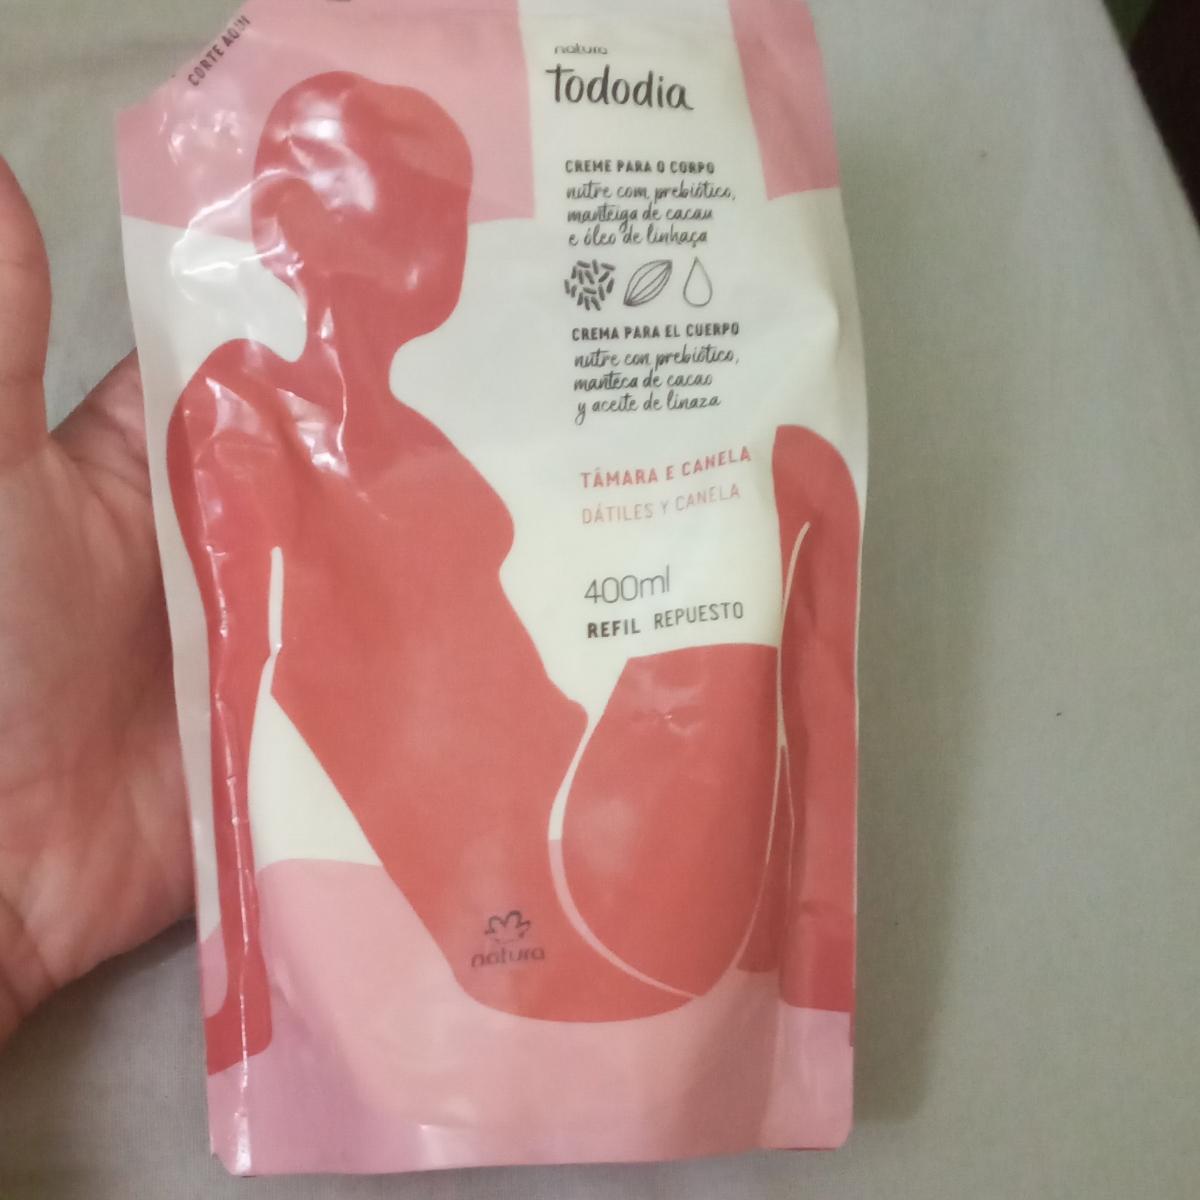 CORTE AQUI
natura
Tododia
CREME PARA O CORPO
nutre com prebiótico,
manteiga de cacau
e óleo de linhaça
CREMA PARA EL CUERPO
nutre con prebiótico,
manteca de cacao
y aceite de linaza
TÂMARA E CANELA
DÁTILES Y CANELA
400ml
REFIL REPUESTO
natura